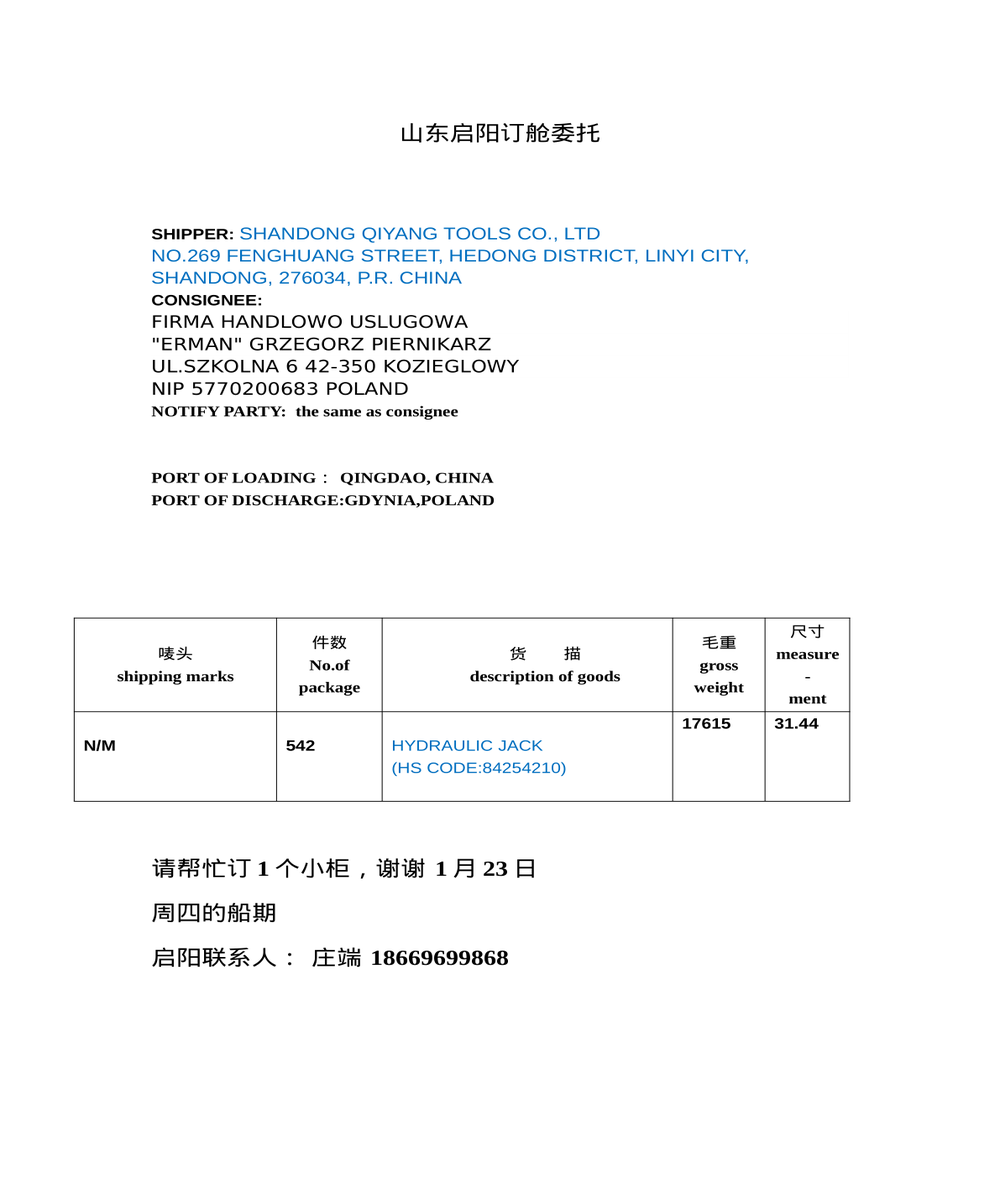 山东启阳订舱委托
SHIPPER: SHANDONG QIYANG TOOLS CO., LTD
NO.269 FENGHUANG STREET, HEDONG DISTRICT, LINYI CITY,
SHANDONG, 276034, P.R. CHINA
CONSIGNEE:
FIRMA HANDLOWO USLUGOWA
"ERMAN" GRZEGORZ PIERNIKARZ
UL.SZKOLNA 6 42-350 KOZIEGLOWY
NIP 5770200683 POLAND
NOTIFY PARTY: the same as consignee
PORT OF LOADING： QINGDAO, CHINA
PORT OF DISCHARGE:GDYNIA,POLAND
唛头
shipping marks
件数
No.of
package
货 描
description of goods
毛重
gross
weight
尺寸
measure
-
ment
N/M
542
HYDRAULIC JACK
(HS CODE:84254210)
17615
31.44
请帮忙订 1 个小柜，谢谢 1 月 23 日
周四的船期
启阳联系人： 庄端 18669699868